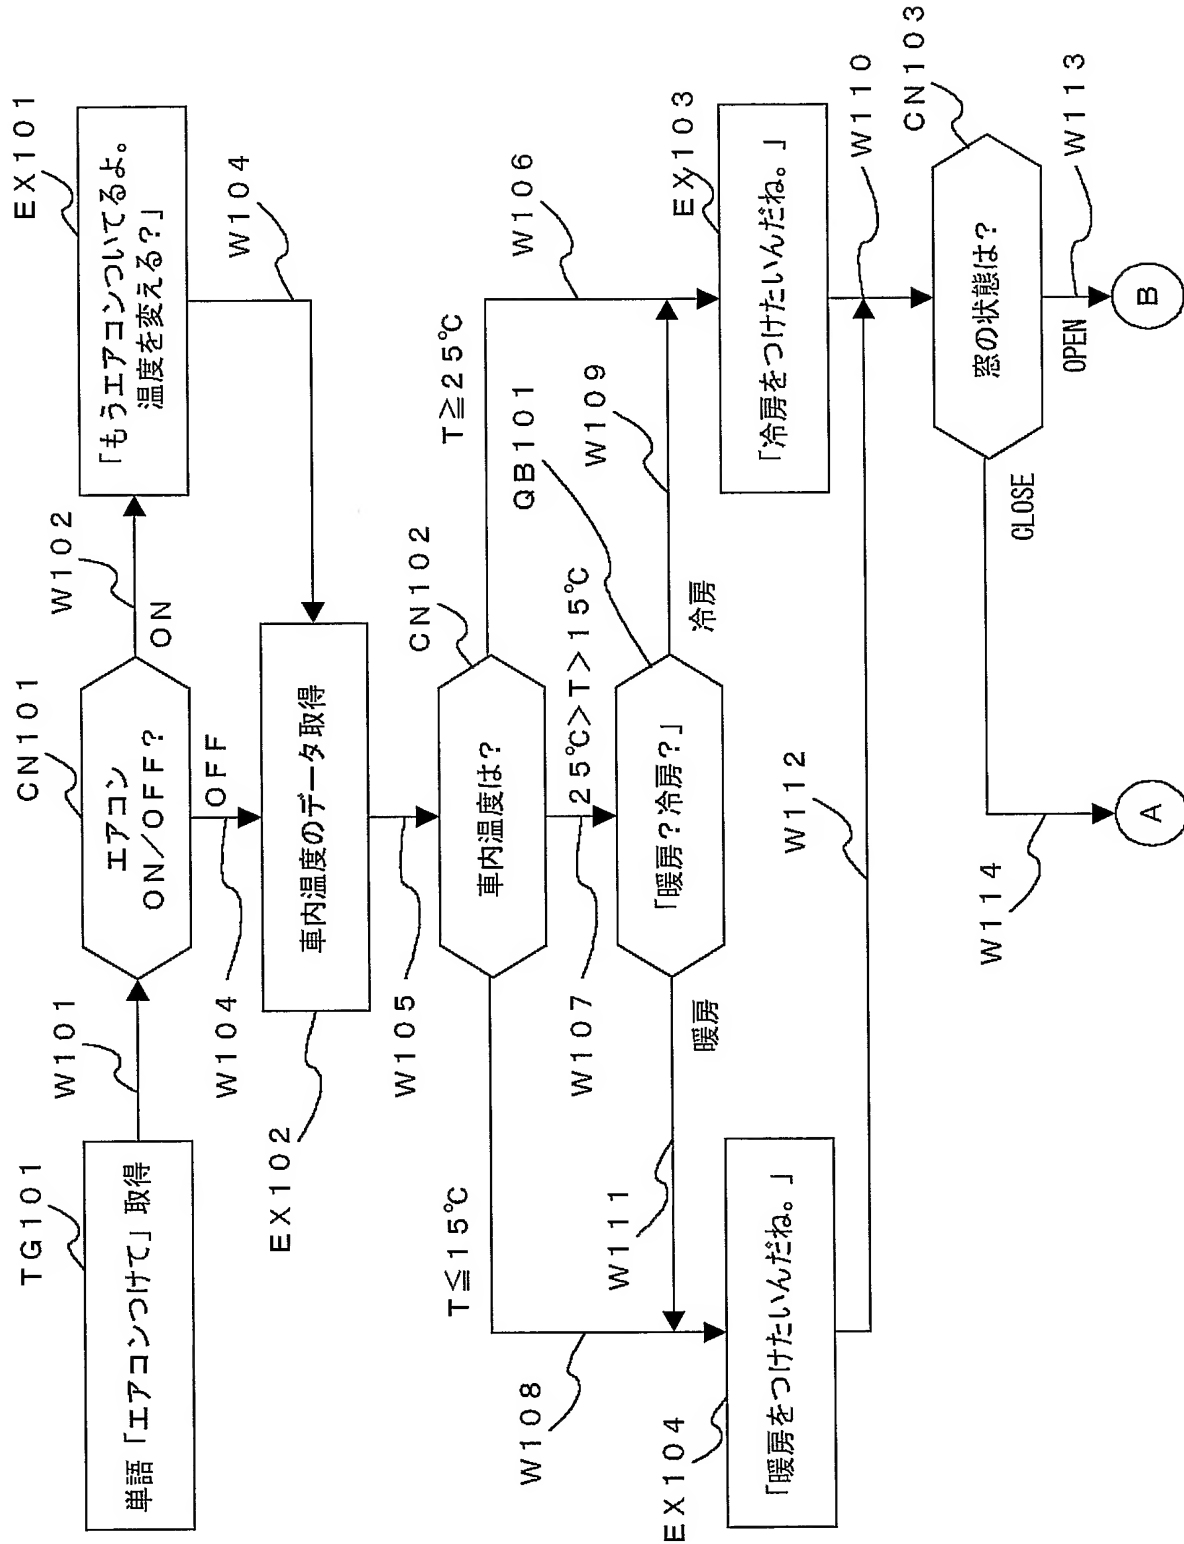 TG101
単語「エアコンつけて」取得
W101
CN101
エアコン
ON/OFF?
W102
ON
EX101
「もうエアコンついてるよ。
温度を変える?」
W104
OFF
W104
EX102
車内温度のデータ取得
W105
CN102
車内温度は?
T≦15℃
25℃>T>15℃
T≧25℃
W106
W107
QB101
「暖房?冷房?」
W108
W111
暖房
冷房
W109
EX103
「冷房をつけたいんだね。」
EX104
「暖房をつけたいんだね。」
W112
W110
CN103
窓の状態は?
CLOSE
OPEN
W113
W114
A
B